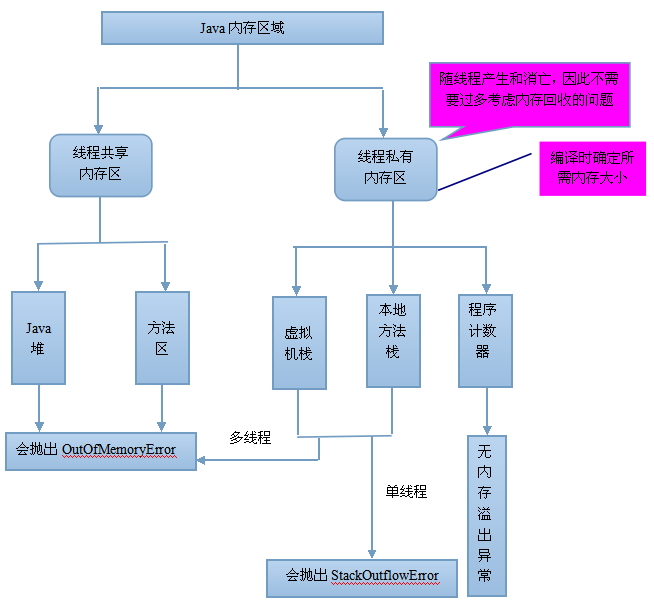 Java 内存区域
随线程产生和消亡，因此不需
要过多考虑内存回收的问题
线程共享
内存区
线程私有
内存区
编译时确定所
需内存大小
Java
堆
方法
区
虚拟
机栈
本地
方法
栈
程序
计数
器
会抛出 OutOfMemoryError
多线程
单线程
无
内
存
溢
出
异
常
会抛出 StackOutflowError